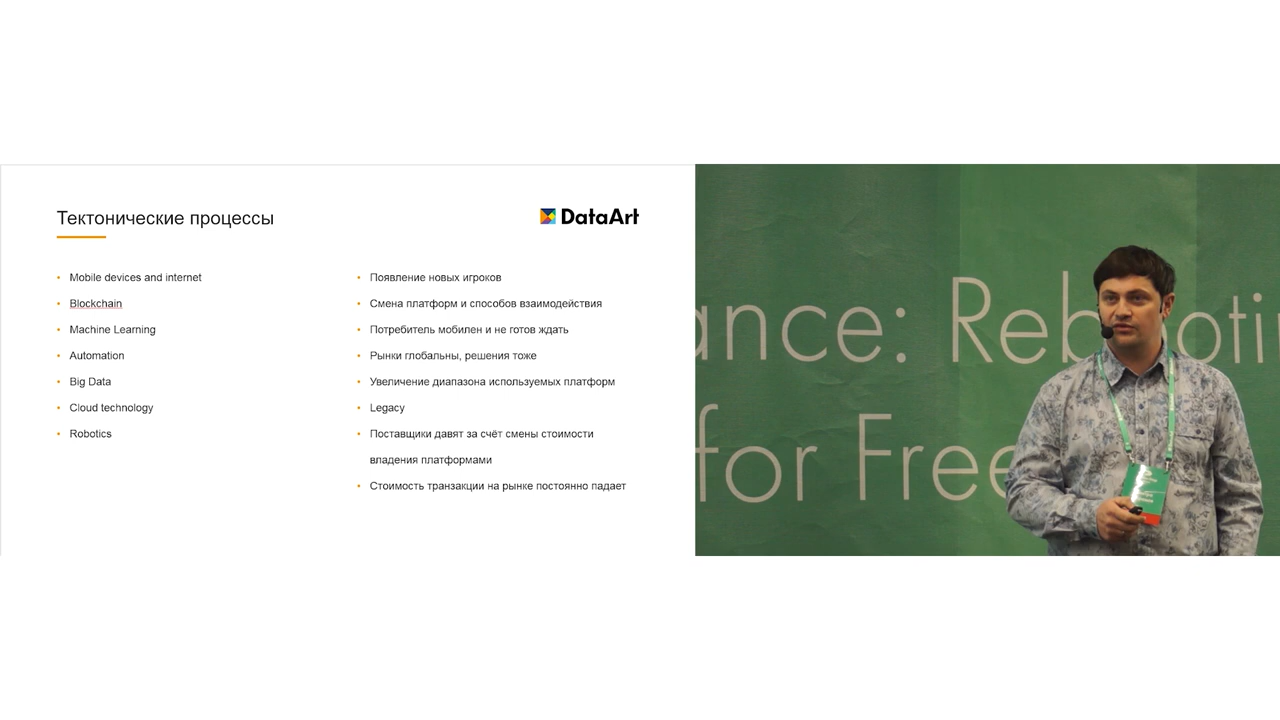 Тектонические процессы
DataArt
Mobile devices and internet
Blockchain
Machine Learning
Automation
Big Data
Cloud technology
Robotics
Появление новых игроков
Смена платформ и способов взаимодействия
Потребитель мобилен и не готов ждать
Рынки глобальны, решения тоже
Увеличение диапазона используемых платформ
Legacy
Поставщики давят за счёт смены стоимости
владения платформами
Стоимость транзакции на рынке постоянно падает
ance: Reb oti
for Free